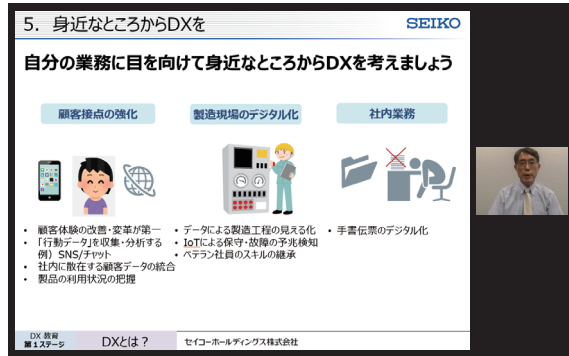 5．身近なところからDXを
SEIKO
自分の業務に目を向けて身近なところからDXを考えましょう
顧客接点の強化
製造現場のデジタル化
社内業務
・ 顧客体験の改善・変革が第一
・ 「行動データ」を収集・分析する
例）SNS/チャット
・ 社内に散在する顧客データの統合
・ 製品の利用状況の把握
・ データによる製造工程の見える化
・ IoTによる保守・故障の予兆検知
・ ベテラン社員のスキルの継承
・ 手書伝票のデジタル化
DX 教育
第１ステージ
DXとは？
セイコーホールディングス株式会社